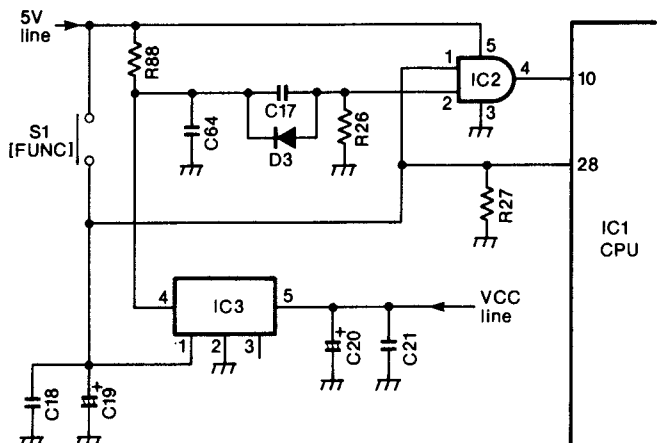 5V
line
R88
1
5
IC2
4
10
2
3
C17
S1
[FUNC]
C64
D3
R26
28
R27
IC1
CPU
4
IC3
5
VCC
line
1
2
3
C20
+
C21
C18
+
C19